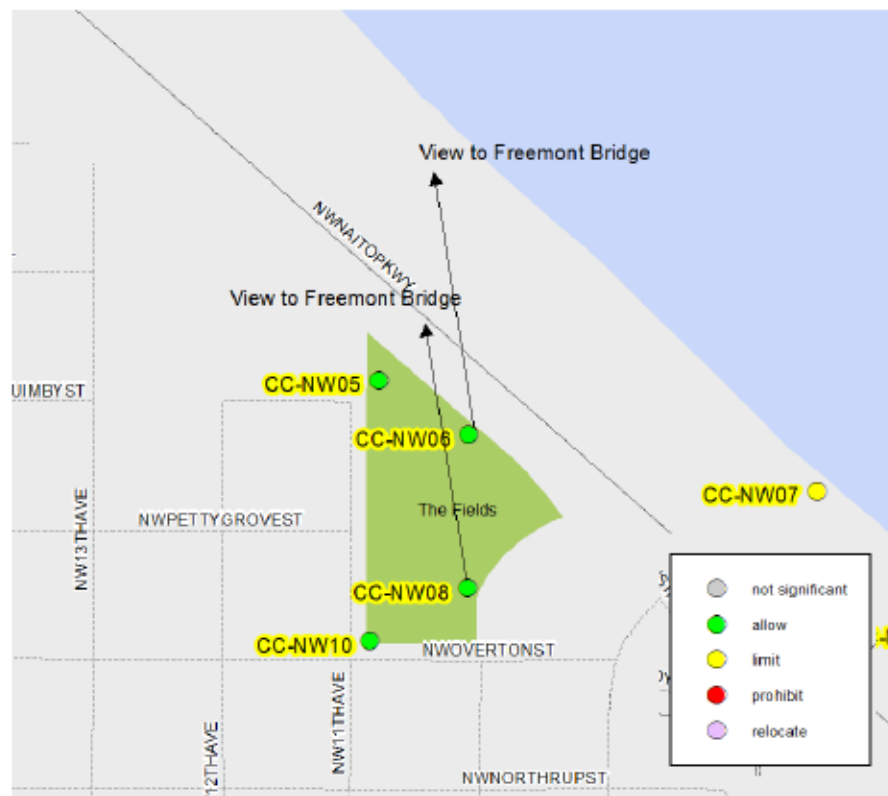 View to Freemont Bridge
NWNAITOPKWY
View to Freemont Bridge
CC-NW05
UIMBYST
CC-NW06
CC-NW07
The Fields
NWPETTYGROVEST
NW13THAVE
CC-NW08
not significant
allow
CC-NW10
NWOVERTONST
limit
prohibit
relocate
NW11THAVE
12THAVE
NWNORTHRUPST